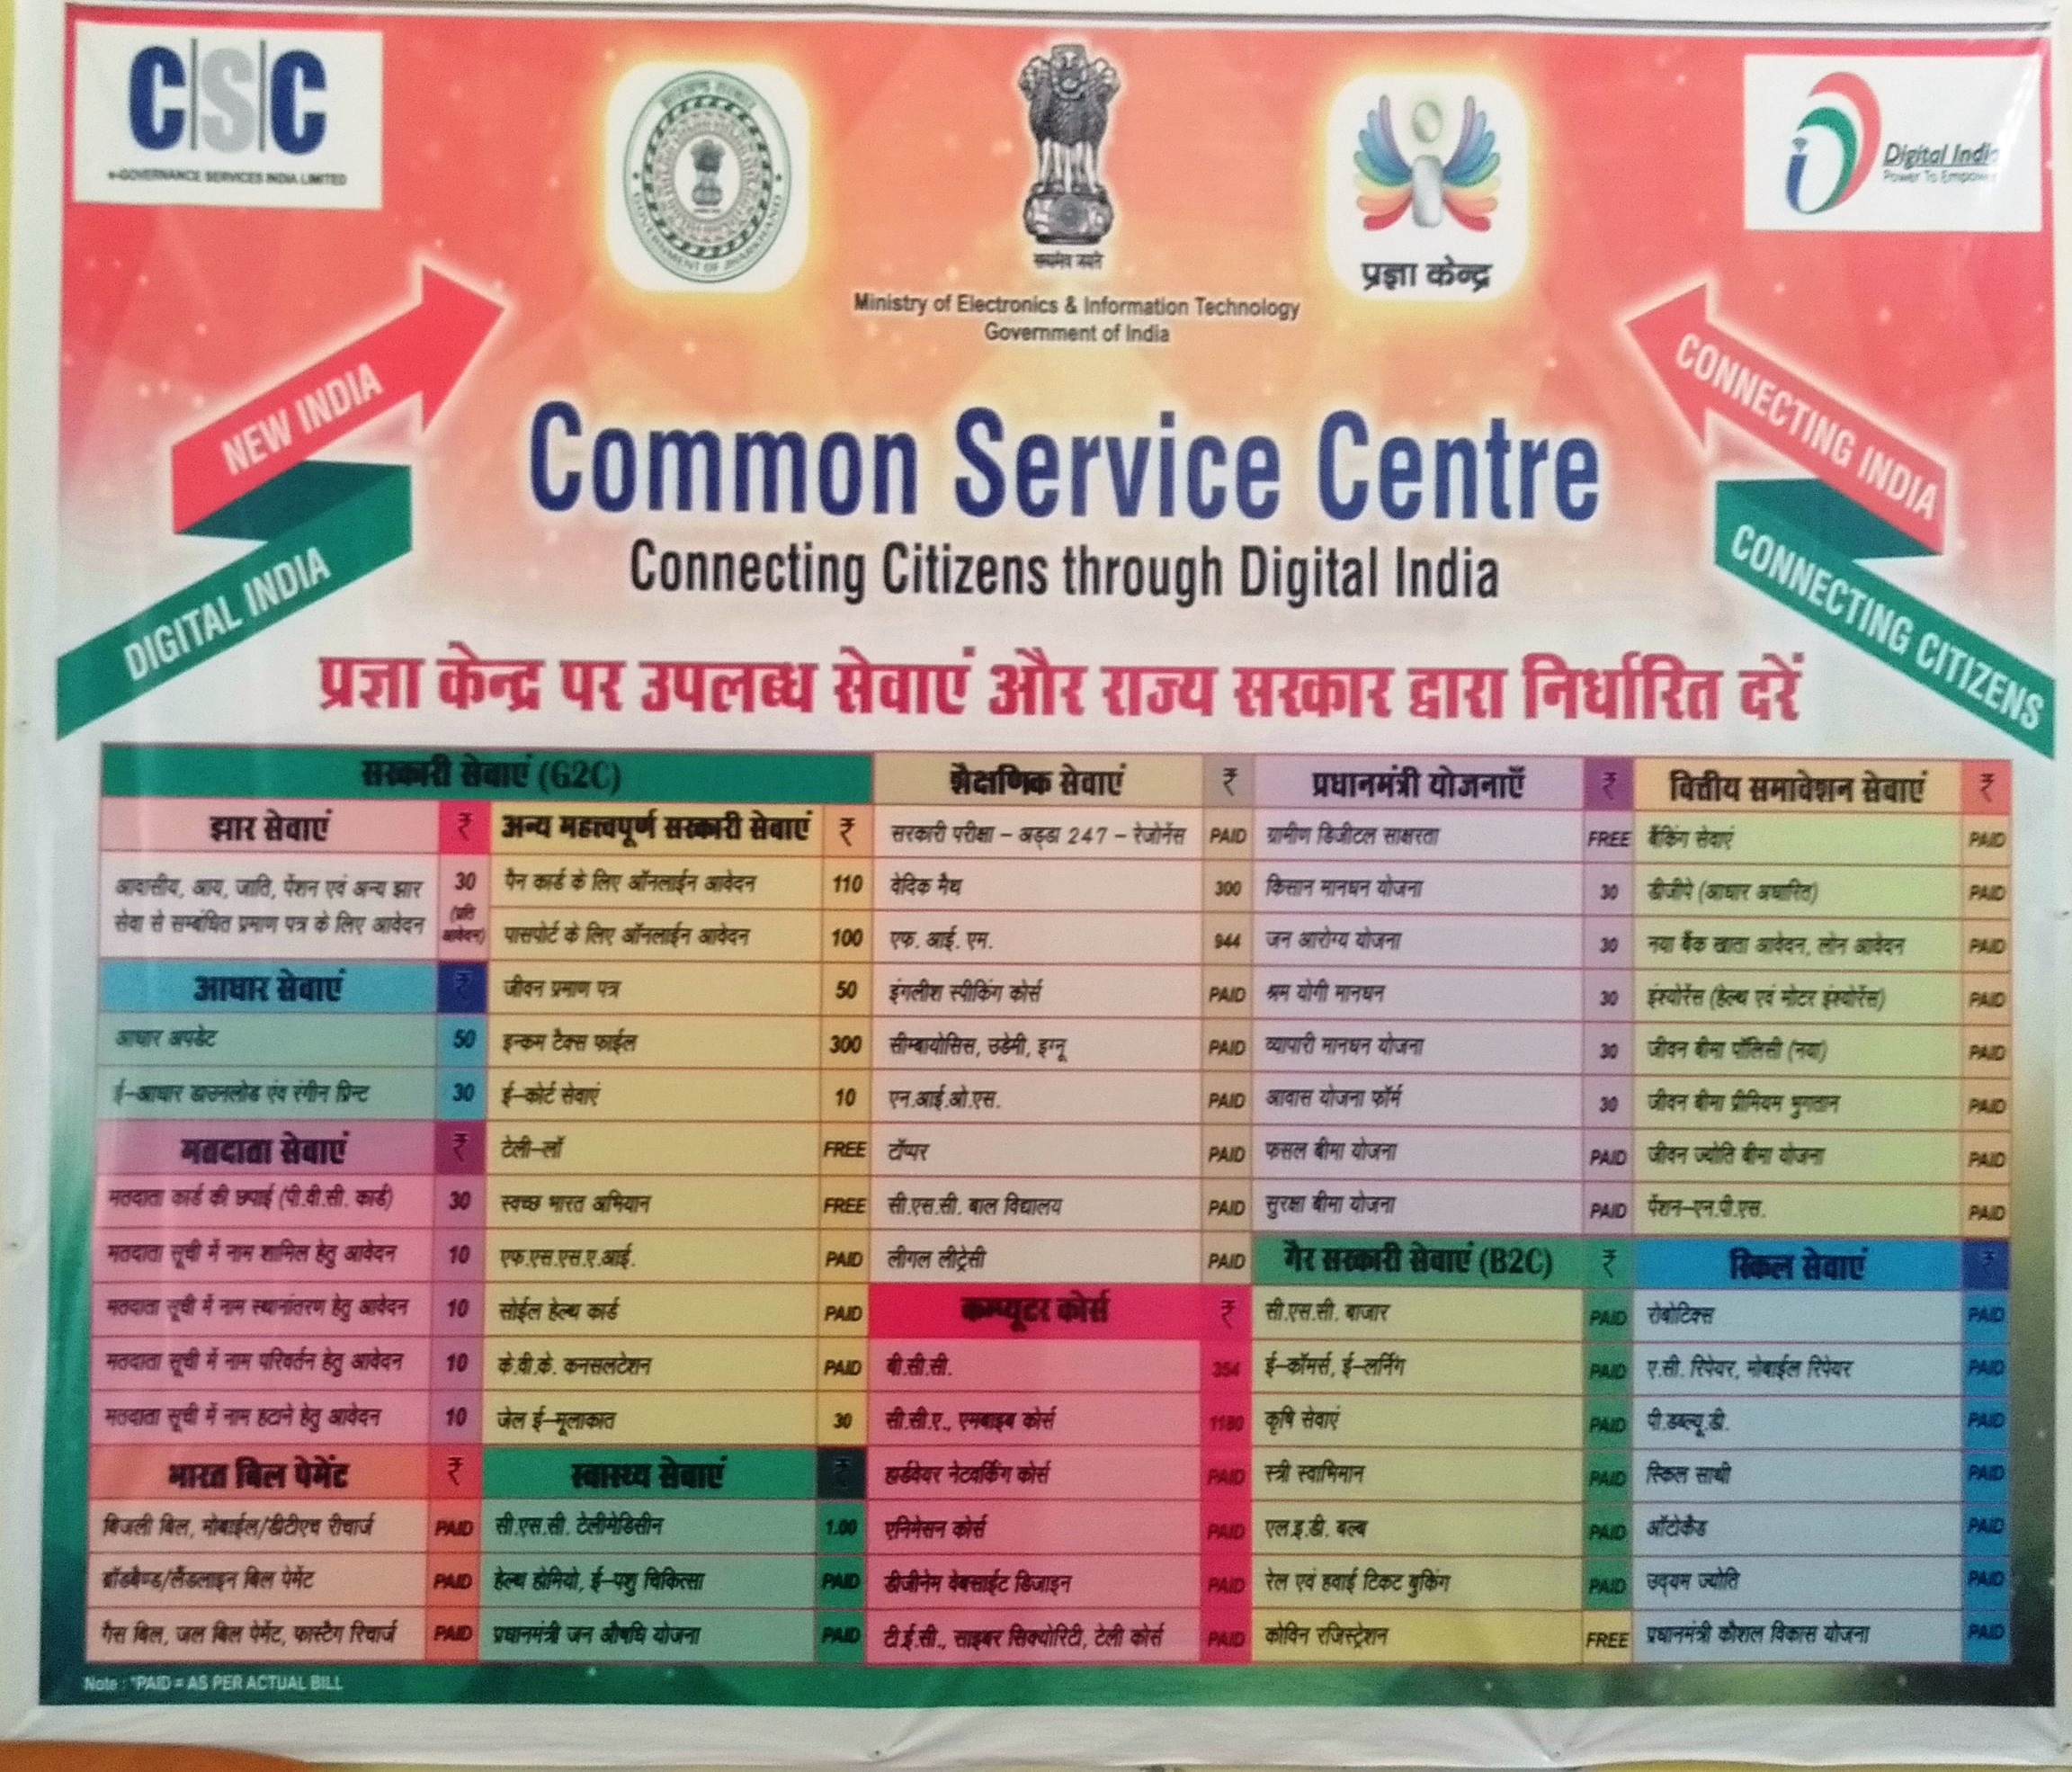 CSC
e-GOVERNANCE SERVICES INDIA LIMITED
GOVERNMENT OF JHARKHAND
सत्यमेव जयते
Ministry of Electronics & Information Technology
Government of India
प्रज्ञा केन्द्र
Digital India
Power To Empower
NEW INDIA
DIGITAL INDIA
CONNECTING INDIA
CONNECTING CITIZENS
Common Service Centre
Connecting Citizens through Digital India
प्रज्ञा केन्द्र पर उपलब्ध सेवाएं और राज्य सरकार द्वारा निर्धारित दरें
सरकारी सेवाएं (G2C)
झार सेवाएं ₹
आवासीय, आय, जाति, पेंशन एवं अन्य झार 30
सेवा से सम्बंधित प्रमाण पत्र के लिए आवेदन (प्रति आवेदन)
आधार सेवाएं ₹
आधार अपडेट 50
ई-आधार डाउनलोड एंव रंगीन प्रिन्ट 30
मतदाता सेवाएं ₹
मतदाता कार्ड की छपाई (पी.वी.सी. कार्ड) 30
मतदाता सूची में नाम शामिल हेतु आवेदन 10
मतदाता सूची में नाम स्थानांतरण हेतु आवेदन 10
मतदाता सूची में नाम परिवर्तन हेतु आवेदन 10
मतदाता सूची में नाम हटाने हेतु आवेदन 10
भारत बिल पेमेंट ₹
बिजली बिल, मोबाईल/डीटीएच रीचार्ज PAID
ब्रॉडबैण्ड/लैंडलाइन बिल पेमेंट PAID
गैस बिल, जल बिल पेमेंट, फास्टैग रिचार्ज PAID
अन्य महत्त्वपूर्ण सरकारी सेवाएं ₹
पैन कार्ड के लिए ऑनलाईन आवेदन 110
पासपोर्ट के लिए ऑनलाईन आवेदन 100
जीवन प्रमाण पत्र 50
इन्कम टैक्स फाईल 300
ई-कोर्ट सेवाएं 10
टेली-लॉ FREE
स्वच्छ भारत अभियान FREE
एफ.एस.एस.ए.आई. PAID
सोईल हेल्थ कार्ड PAID
के.वी.के. कनसलटेशन PAID
जेल ई-मूलाकात 30
स्वास्थ्य सेवाएं ₹
सी.एस.सी. टेलीमेडिसीन 1.00
हेल्थ होमियो, ई-पशु चिकित्सा PAID
प्रधानमंत्री जन औषधि योजना PAID
शैक्षणिक सेवाएं ₹
सरकारी परीक्षा - अड्डा 247 - रेजोनेंस PAID
वेदिक मैथ 300
एफ. आई. एम. 944
इंगलीश स्पीकिंग कोर्स PAID
सीम्बायोसिस, उडेमी, इग्नू PAID
एन.आई.ओ.एस. PAID
टॉप्पर PAID
सी.एस.सी. बाल विद्यालय PAID
लीगल लीट्रेसी PAID
कम्प्यूटर कोर्स ₹
बी.सी.सी. 354
सी.सी.ए., एमबाइब कोर्स 1180
हार्डवेयर नेटवर्किंग कोर्स PAID
एनिमेसन कोर्स PAID
डीजीनेम वेबसाईट डिजाइन PAID
टी.ई.सी., साइबर सिक्योरिटी, टेली कोर्स PAID
प्रधानमंत्री योजनाएँ ₹
ग्रामीण डिजीटल साक्षरता FREE
किसान मानधन योजना 30
जन आरोग्य योजना 30
श्रम योगी मानधन 30
व्यापारी मानधन योजना 30
आवास योजना फॉर्म 30
फसल बीमा योजना PAID
सुरक्षा बीमा योजना PAID
गैर सरकारी सेवाएं (B2C) ₹
सी.एस.सी. बाजार PAID
ई-कॉमर्स, ई-लर्निंग PAID
कृषि सेवाएं PAID
स्त्री स्वाभिमान PAID
एल.इ.डी. बल्ब PAID
रेल एवं हवाई टिकट बुकिंग PAID
कोविन रजिस्ट्रेशन FREE
वित्तीय समावेशन सेवाएं ₹
बैंकिंग सेवाएं PAID
डीजीपे (आधार अधारित) PAID
नया बैंक खाता आवेदन, लोन आवेदन PAID
इंश्योरेंस (हेल्थ एवं मोटर इंश्योरेंस) PAID
जीवन बीमा पॉलिसी (नया) PAID
जीवन बीमा प्रीमियम भुगतान PAID
जीवन ज्योति बीमा योजना PAID
पेंशन-एन.पी.एस. PAID
स्किल सेवाएं ₹
रोबोटिक्स PAID
ए.सी. रिपेयर, मोबाईल रिपेयर PAID
पी.डब्ल्यू.डी. PAID
स्किल साथी PAID
ऑटोकैड PAID
उद्यम ज्योति PAID
प्रधानमंत्री कौशल विकास योजना PAID
Note : *PAID = AS PER ACTUAL BILL